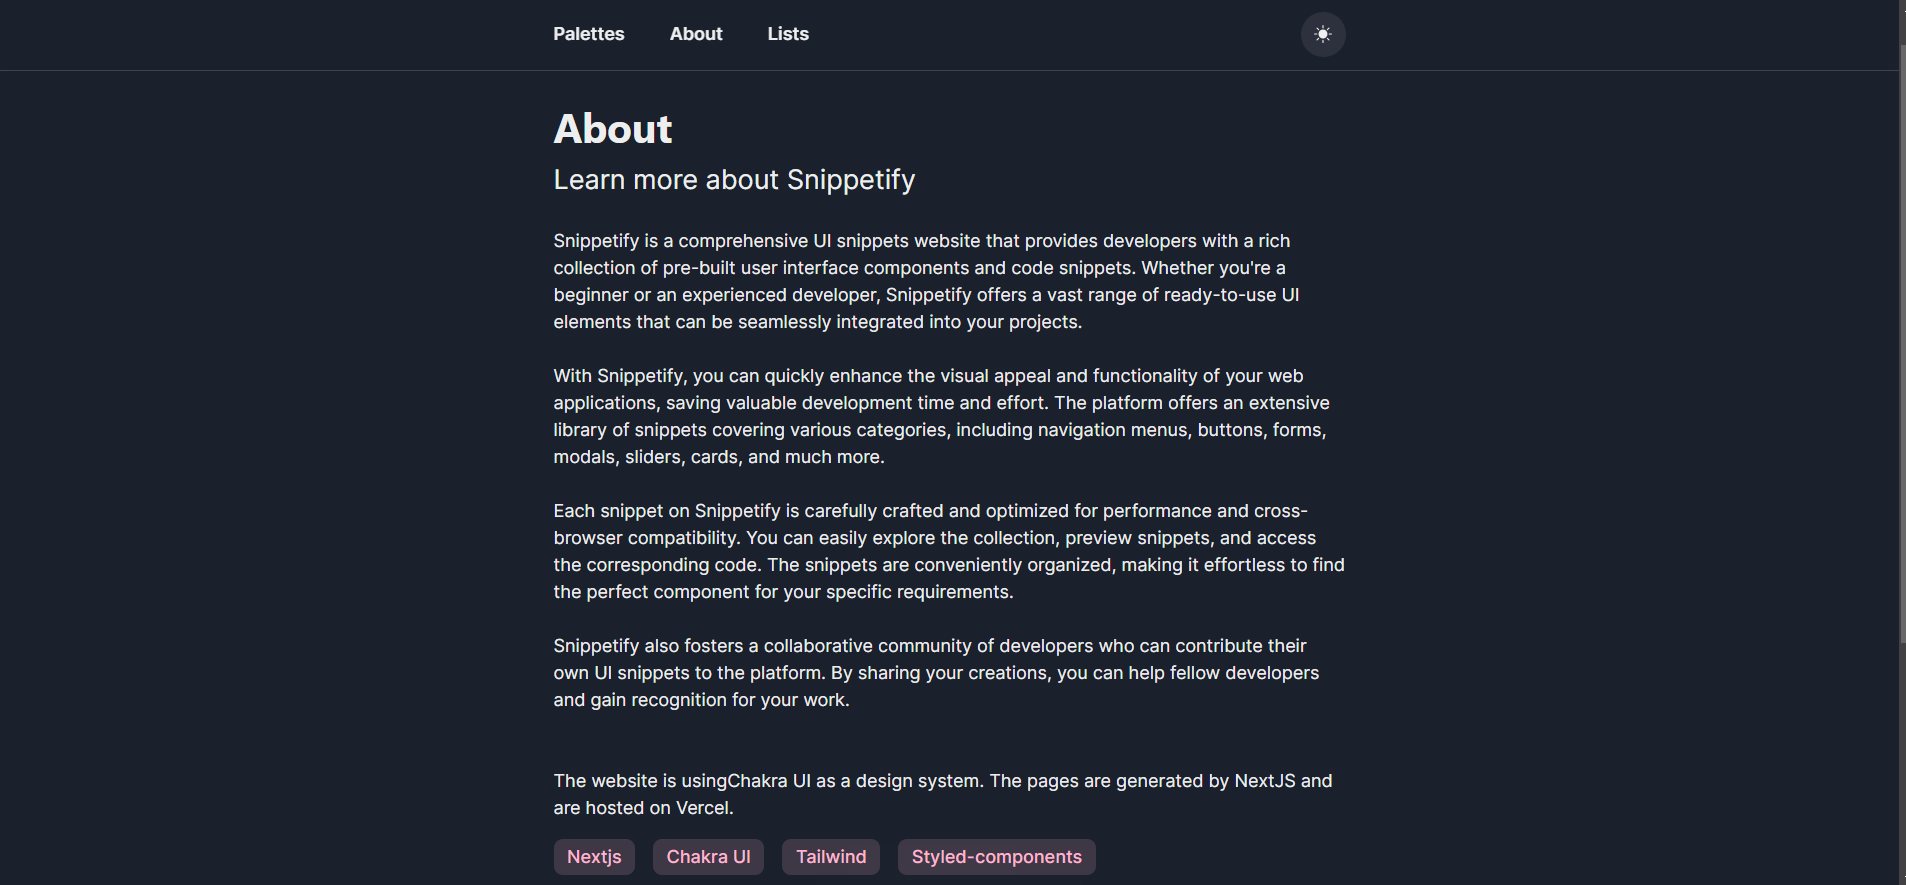 Palettes About Lists
About
Learn more about Snippetify
Snippetify is a comprehensive UI snippets website that provides developers with a rich
collection of pre-built user interface components and code snippets. Whether you're a
beginner or an experienced developer, Snippetify offers a vast range of ready-to-use UI
elements that can be seamlessly integrated into your projects.
With Snippetify, you can quickly enhance the visual appeal and functionality of your web
applications, saving valuable development time and effort. The platform offers an extensive
library of snippets covering various categories, including navigation menus, buttons, forms,
modals, sliders, cards, and much more.
Each snippet on Snippetify is carefully crafted and optimized for performance and cross-
browser compatibility. You can easily explore the collection, preview snippets, and access
the corresponding code. The snippets are conveniently organized, making it effortless to find
the perfect component for your specific requirements.
Snippetify also fosters a collaborative community of developers who can contribute their
own UI snippets to the platform. By sharing your creations, you can help fellow developers
and gain recognition for your work.
The website is usingChakra UI as a design system. The pages are generated by NextJS and
are hosted on Vercel.
Nextjs Chakra UI Tailwind Styled-components